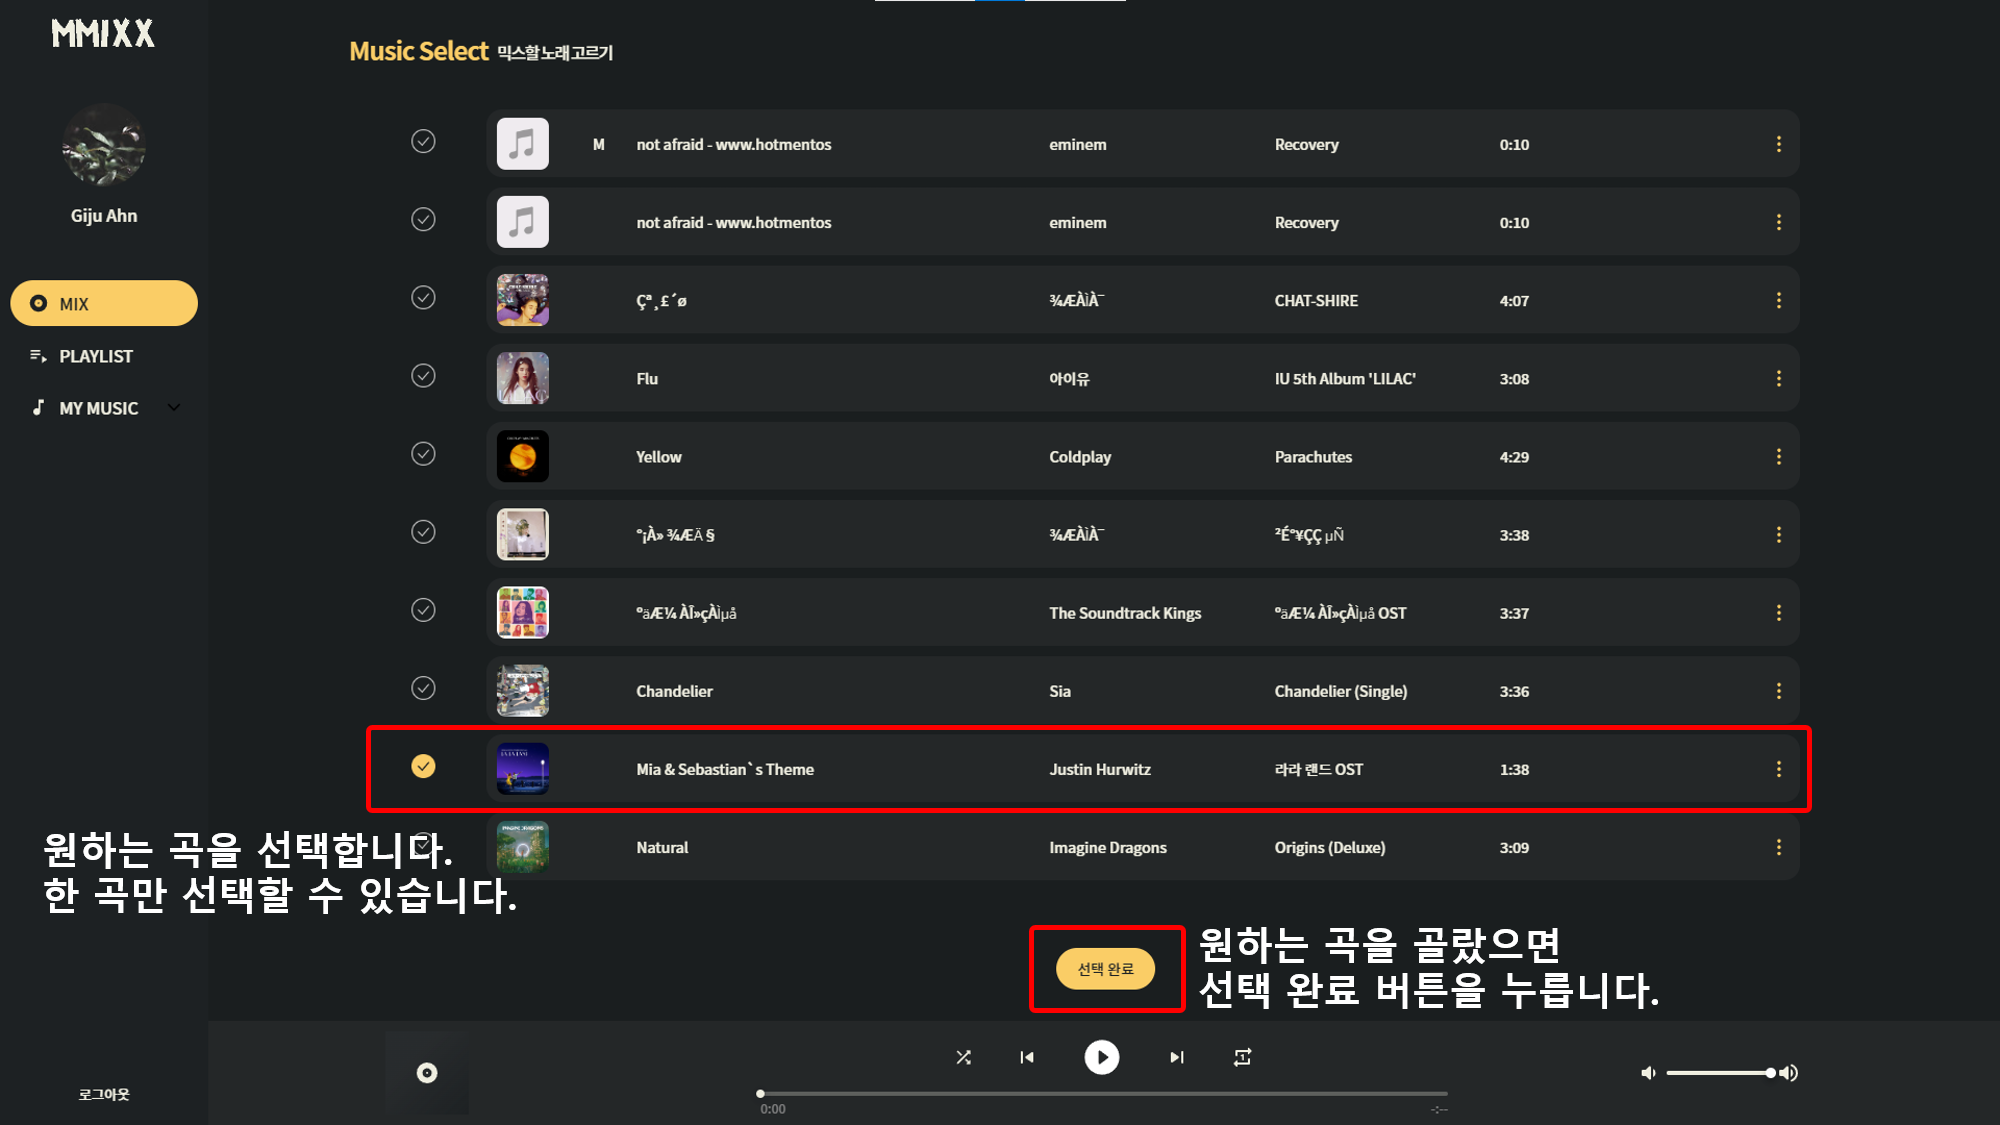 MMIXX
Giju Ahn
MIX
PLAYLIST
MY MUSIC
로그아웃
Music Select 믹스할 노래 고르기
M not afraid - www.hotmentos eminem Recovery 0:10
not afraid - www.hotmentos eminem Recovery 0:10
Çª¸£´ø ¾ÆÀÌÀ¯ CHAT-SHIRE 4:07
Flu 아이유 IU 5th Album 'LILAC' 3:08
Yellow Coldplay Parachutes 4:29
°¡À» ¾ÆÄ§ ¾ÆÀÌÀ¯ ²É°¥ÇÇ µÑ 3:38
ºäÆ¼ ÀÎ»çÀÌµå The Soundtrack Kings ºäÆ¼ ÀÎ»çÀÌµå OST 3:37
Chandelier Sia Chandelier (Single) 3:36
Mia & Sebastian`s Theme Justin Hurwitz 라라 랜드 OST 1:38
Natural Imagine Dragons Origins (Deluxe) 3:09
원하는 곡을 선택합니다.
한 곡만 선택할 수 있습니다.
선택 완료
원하는 곡을 골랐으면
선택 완료 버튼을 누릅니다.
0:00 -:--